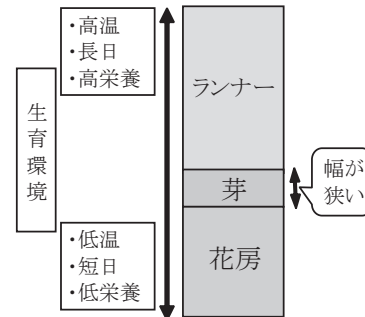 ・高温
・長日
・高栄養
生育環境
・低温
・短日
・低栄養
ランナー
芽
花房
幅が
狭い